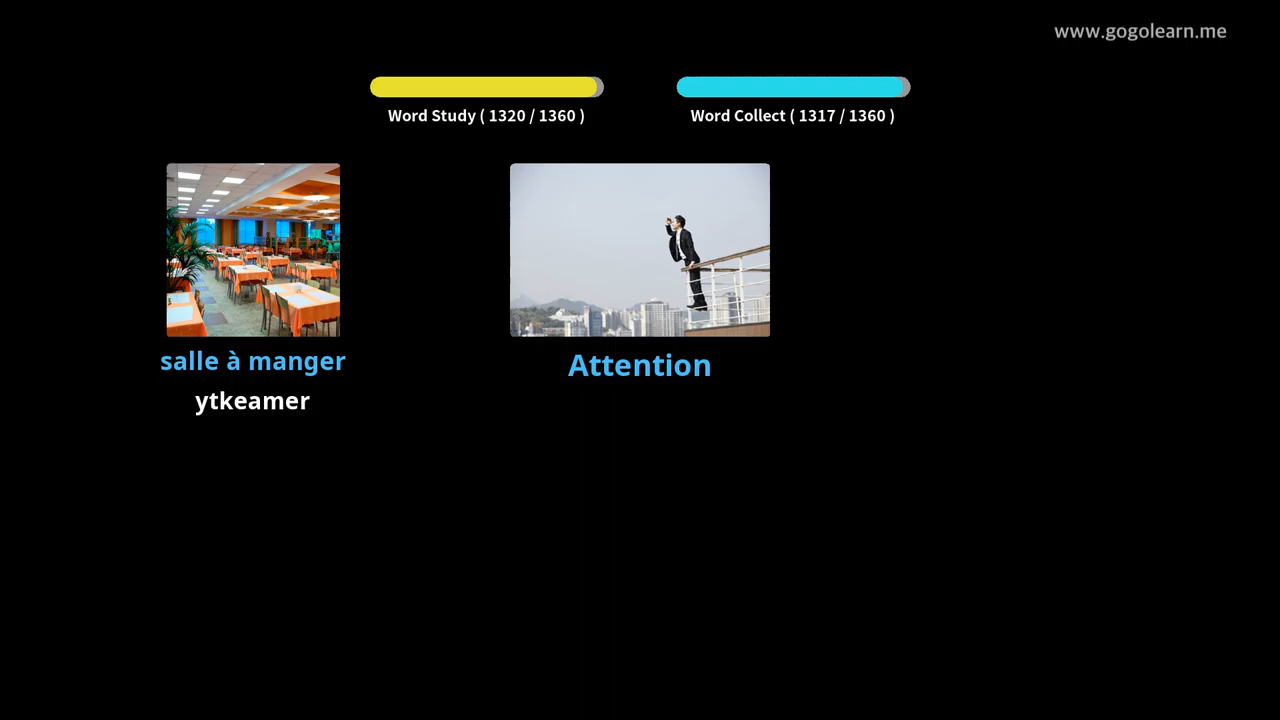 www.gogolearn.me
Word Study ( 1320 / 1360 )
Word Collect ( 1317 / 1360 )
salle à manger
ytkeamer
Attention